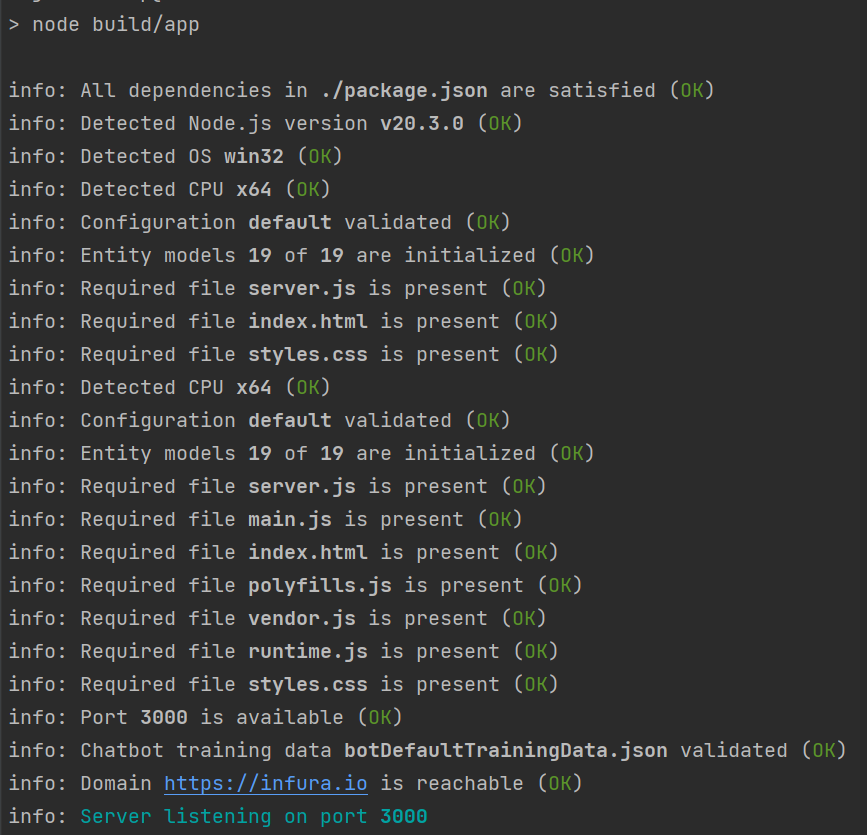 > node build/app
info: All dependencies in ./package.json are satisfied (OK)
info: Detected Node.js version v20.3.0 (OK)
info: Detected OS win32 (OK)
info: Detected CPU x64 (OK)
info: Configuration default validated (OK)
info: Entity models 19 of 19 are initialized (OK)
info: Required file server.js is present (OK)
info: Required file index.html is present (OK)
info: Required file styles.css is present (OK)
info: Detected CPU x64 (OK)
info: Configuration default validated (OK)
info: Entity models 19 of 19 are initialized (OK)
info: Required file server.js is present (OK)
info: Required file main.js is present (OK)
info: Required file index.html is present (OK)
info: Required file polyfills.js is present (OK)
info: Required file vendor.js is present (OK)
info: Required file runtime.js is present (OK)
info: Required file styles.css is present (OK)
info: Port 3000 is available (OK)
info: Chatbot training data botDefaultTrainingData.json validated (OK)
info: Domain https://infura.io is reachable (OK)
info: Server listening on port 3000